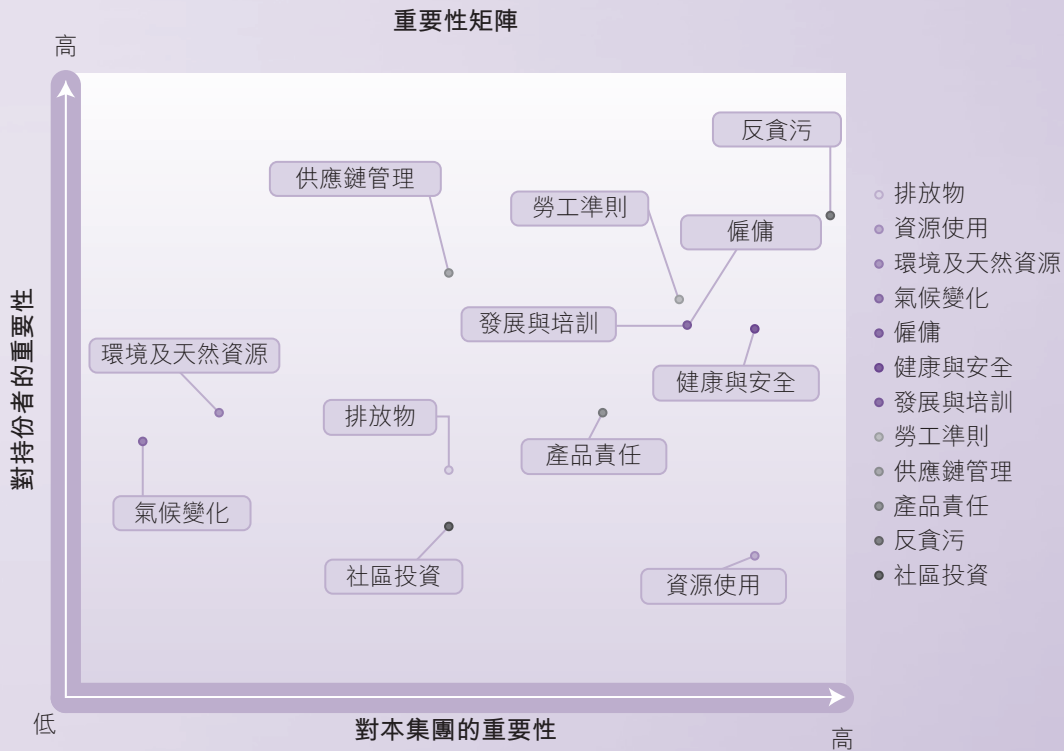 重要性矩陣
高
反貪污
供應鏈管理
勞工準則
僱傭
發展與培訓
環境及天然資源
健康與安全
排放物
產品責任
氣候變化
社區投資
資源使用
對持份者的重要性
低
對本集團的重要性
高
排放物
資源使用
環境及天然資源
氣候變化
僱傭
健康與安全
發展與培訓
勞工準則
供應鏈管理
產品責任
反貪污
社區投資